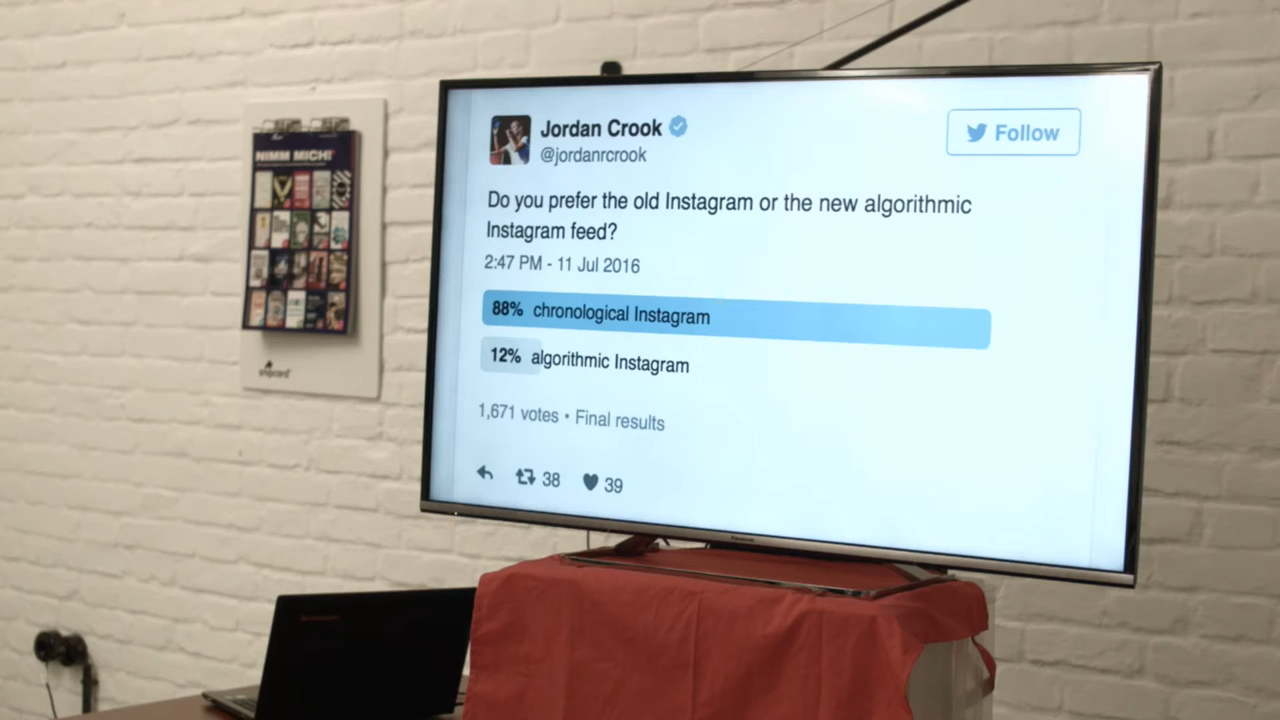 NIMM MICH!
Jordan Crook
@jordanrcrook
Follow
Do you prefer the old Instagram or the new algorithmic
Instagram feed?
2:47 PM - 11 Jul 2016
88% chronological Instagram
12% algorithmic Instagram
1,671 votes • Final results
38 39
Panasonic